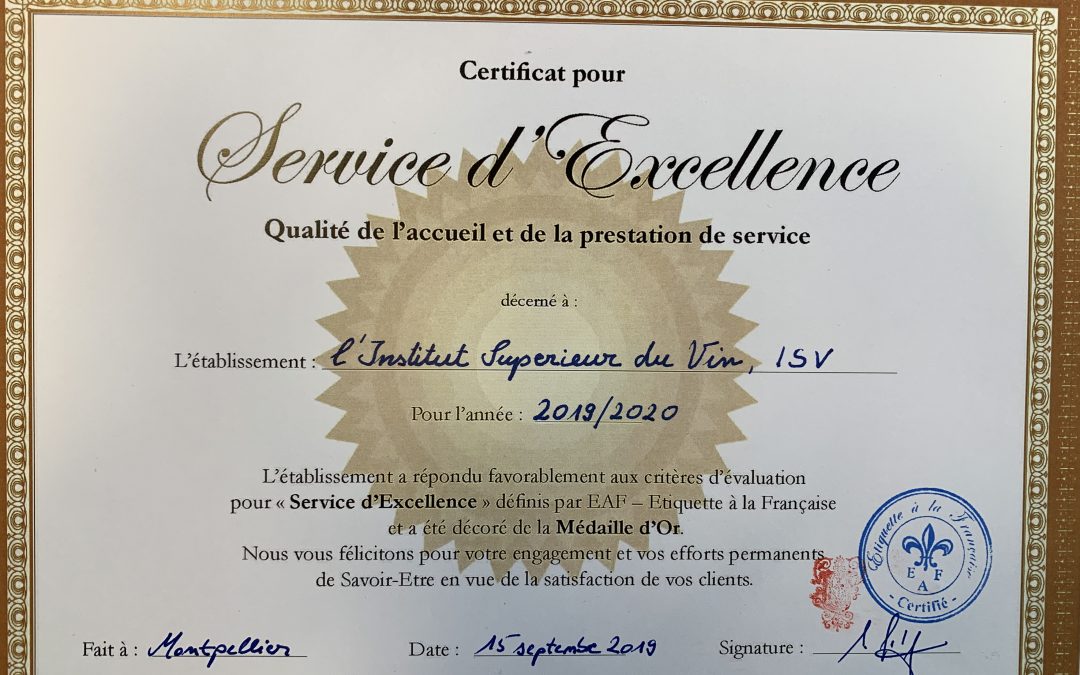 Certificat pour
Service d'Excellence
Qualité de l'accueil et de la prestation de service
décerné à :
L'établissement : l'Institut Superieur du Vin, ISV
Pour l'année : 2019/2020
L'établissement a répondu favorablement aux critères d'évaluation
pour « Service d'Excellence » définis par EAF – Etiquette à la Française
et a été décoré de la Médaille d'Or.
Nous vous félicitons pour votre engagement et vos efforts permanents
de Savoir-Etre en vue de la satisfaction de vos clients.
Etiquette à la Française
E F
A
- Certifié -
Fait à : Montpellier Date : 15 septembre 2019 Signature :